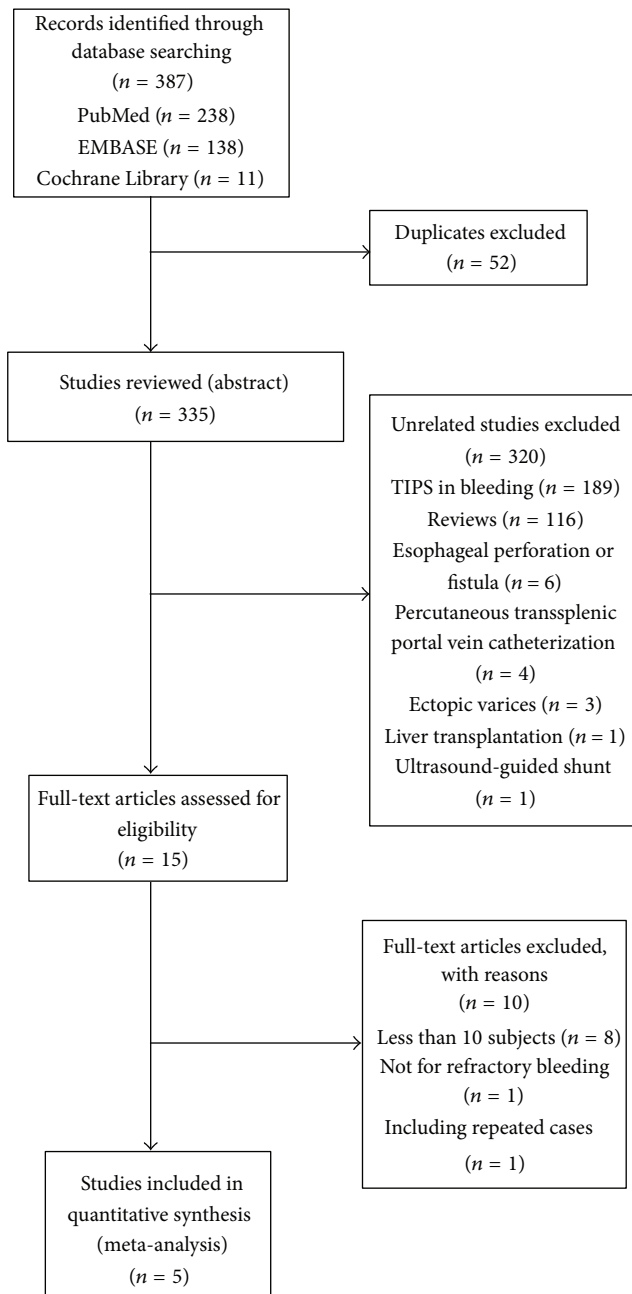 Records identified through
database searching
(n = 387)
PubMed (n = 238)
EMBASE (n = 138)
Cochrane Library (n = 11)
Duplicates excluded
(n = 52)
Studies reviewed (abstract)
(n = 335)
Unrelated studies excluded
(n = 320)
TIPS in bleeding (n = 189)
Reviews (n = 116)
Esophageal perforation or
fistula (n = 6)
Percutaneous transsplenic
portal vein catheterization
(n = 4)
Ectopic varices (n = 3)
Liver transplantation (n = 1)
Ultrasound-guided shunt
(n = 1)
Full-text articles assessed for
eligibility
(n = 15)
Full-text articles excluded,
with reasons
(n = 10)
Less than 10 subjects (n = 8)
Not for refractory bleeding
(n = 1)
Including repeated cases
(n = 1)
Studies included in
quantitative synthesis
(meta-analysis)
(n = 5)